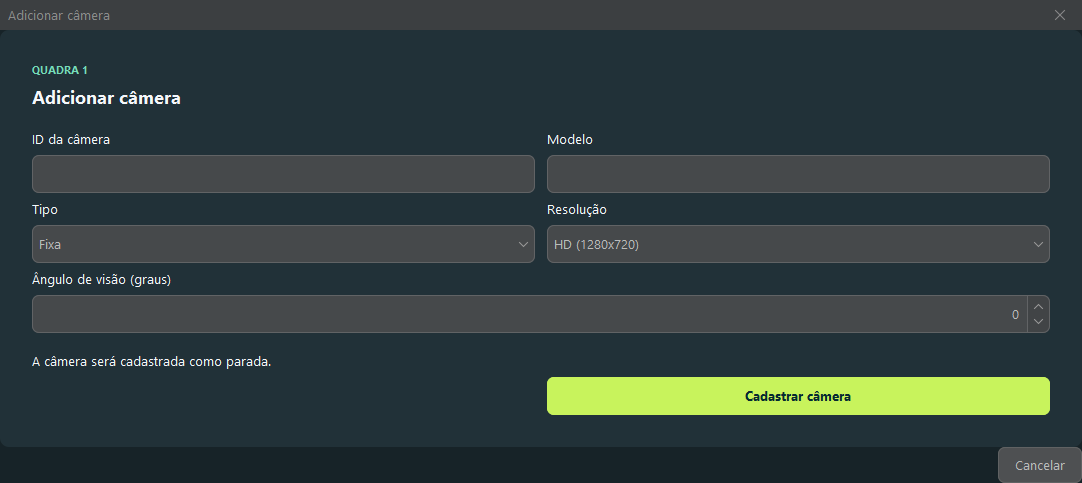 Adicionar câmera
QUADRA 1
Adicionar câmera
ID da câmera
Modelo
Tipo
Resolução
Fixa
HD (1280x720)
Ângulo de visão (graus)
0
A câmera será cadastrada como parada.
Cadastrar câmera
Cancelar